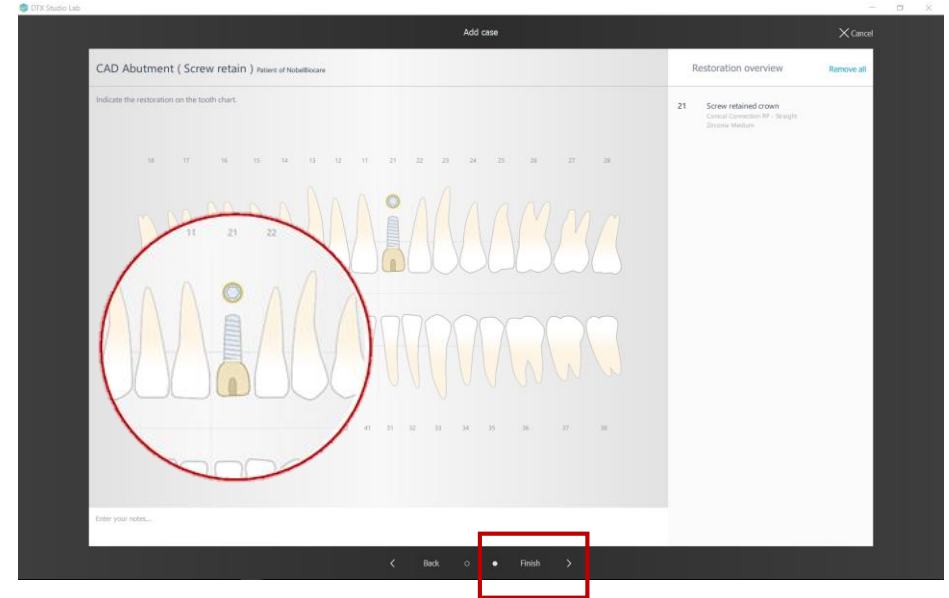 DTX Studio Lab
Add case
Cancel
CAD Abutment ( Screw retain ) Patient of NobelBiocare
Restoration overview
Remove all
Indicate the restoration on the tooth chart.
21 Screw retained crown
Conical Connection RP - Straight
Zirconia Medium
18 17 16 15 14 13 12 11 21 22 23 24 25 26 27 28
11 21 22
41 31 32 33 34 35 36 37 38
Enter your notes...
Back
Finish